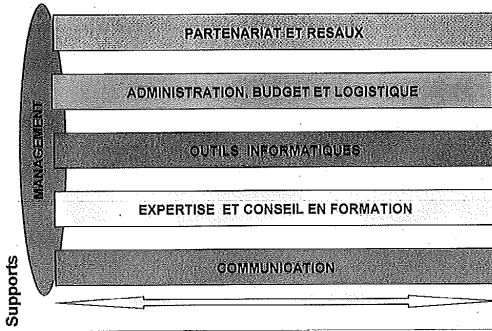 PARTENARIAT ET RESAUX
ADMINISTRATION, BUDGET ET LOGISTIQUE
OUTILS INFORMATIQUES
EXPERTISE ET CONSEIL EN FORMATION
COMMUNICATION
MANAGEMENT
Supports